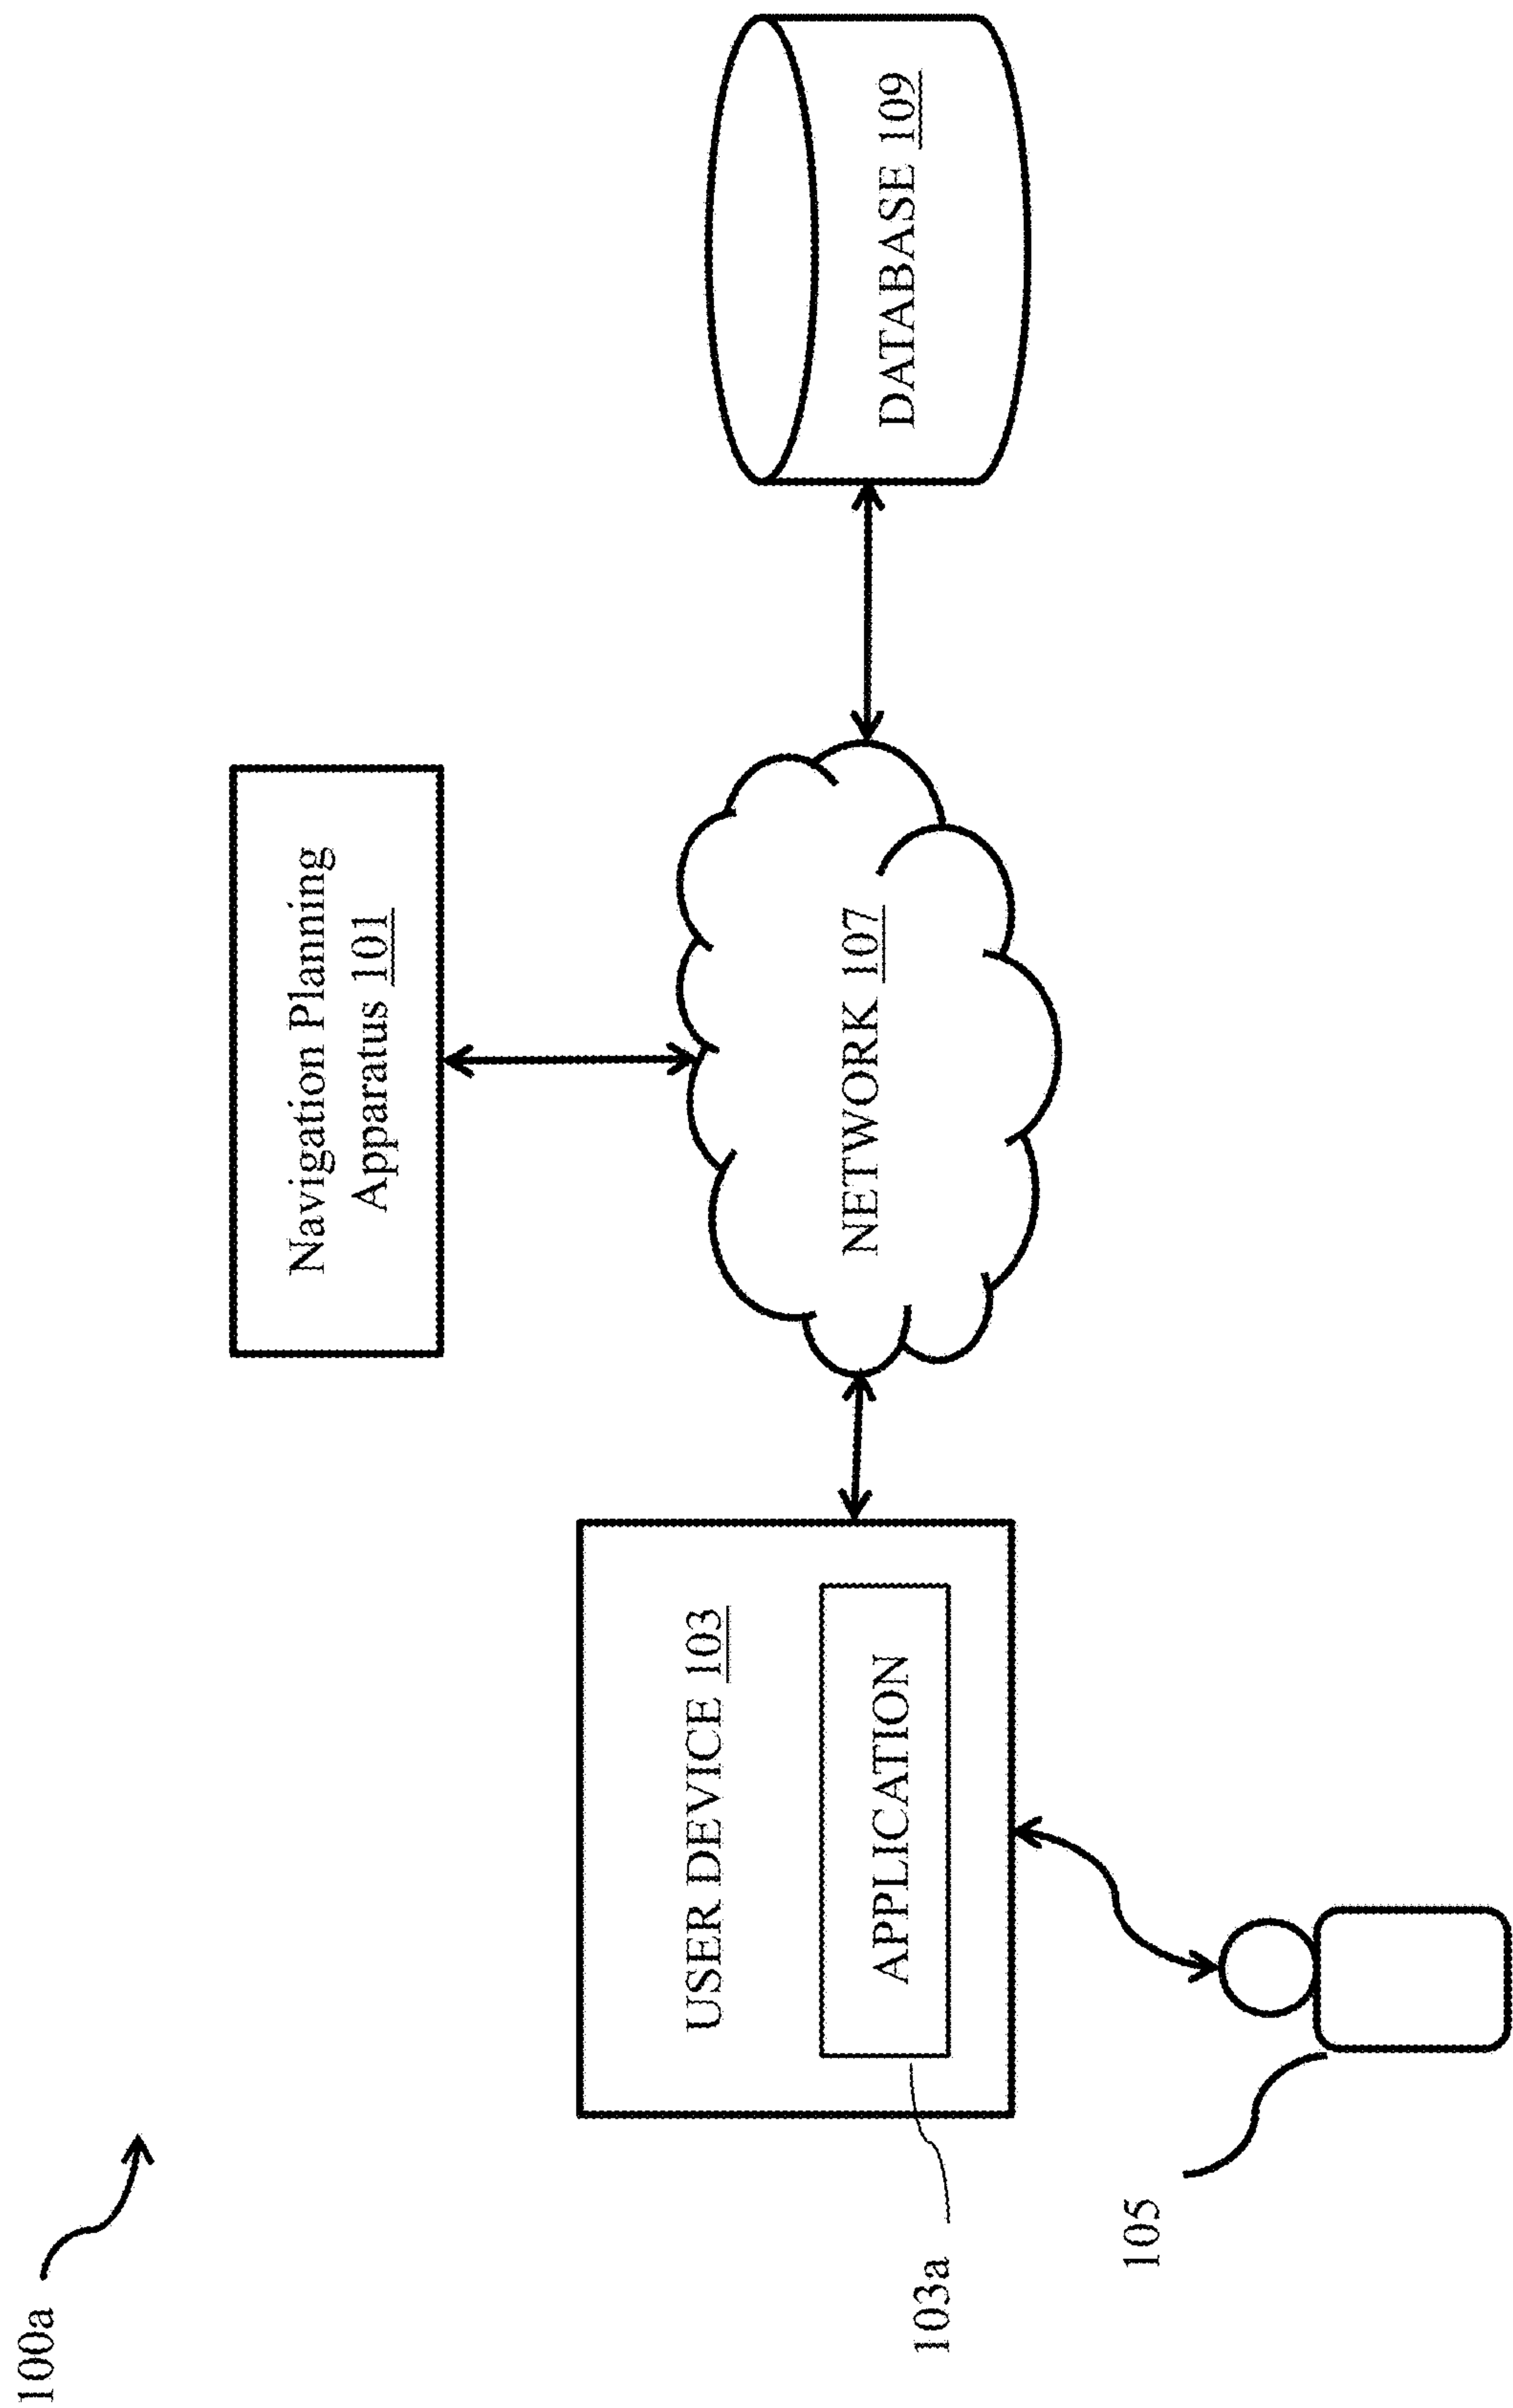 100a
Navigation Planning
Apparatus 101
USER DEVICE 103
APPLICATION
NETWORK 107
DATABASE 109
103a
105